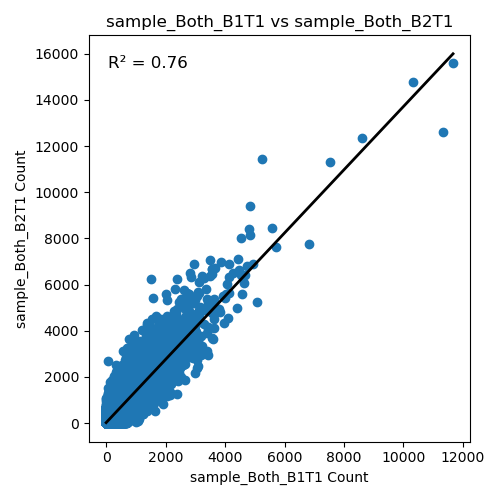 sample_Both_B1T1 vs sample_Both_B2T1
R² = 0.76
16000
14000
12000
10000
8000
6000
4000
2000
0
sample_Both_B2T1 Count
0 2000 4000 6000 8000 10000 12000
sample_Both_B1T1 Count